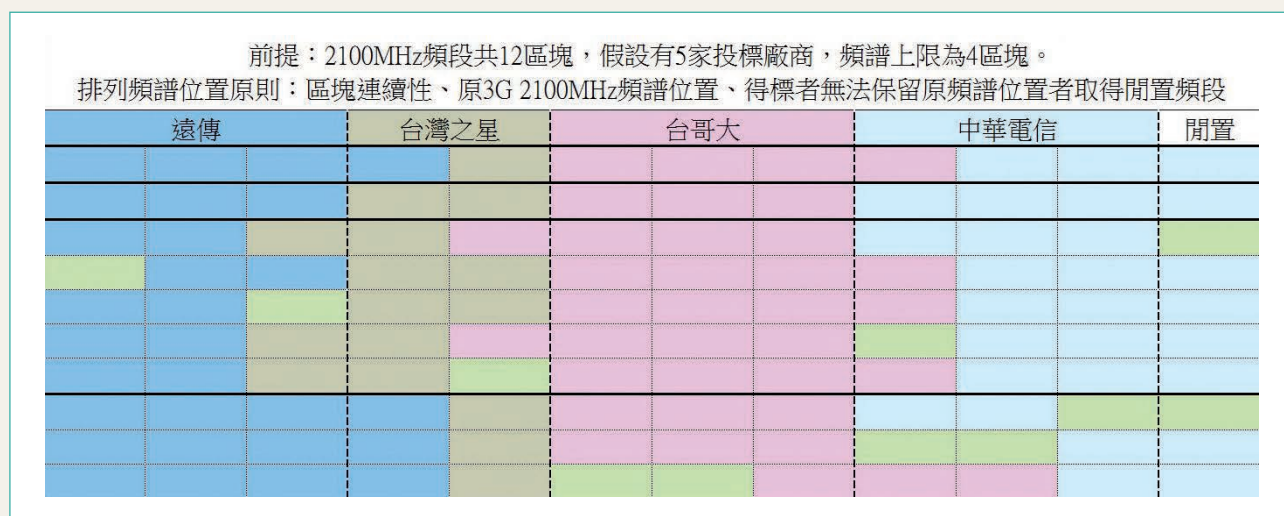 前提：2100MHz頻段共12區塊，假設有5家投標廠商，頻譜上限為4區塊。
排列頻譜位置原則：區塊連續性、原3G 2100MHz頻譜位置、得標者無法保留原頻譜位置者取得閒置頻段
遠傳 台灣之星 台哥大 中華電信 閒置